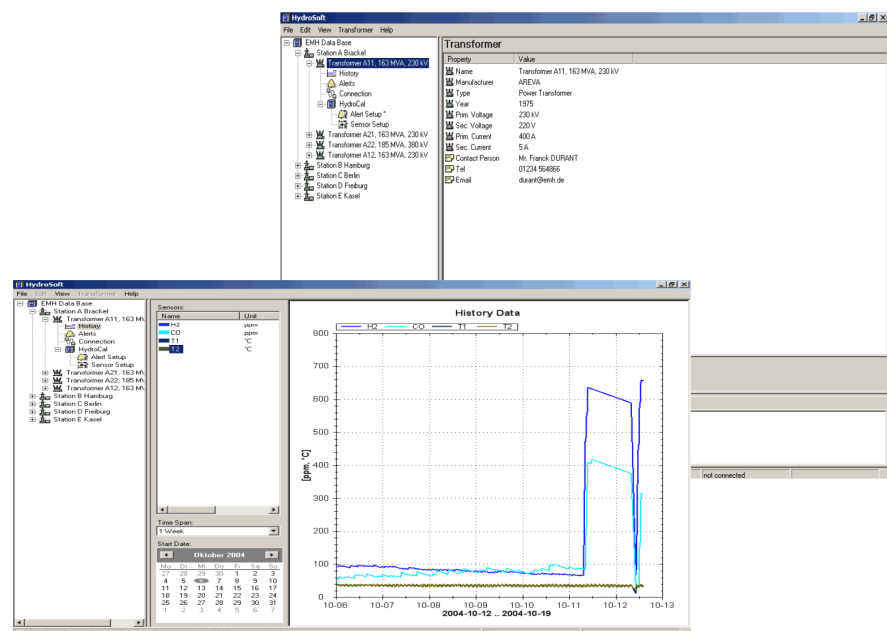 HydroSoft
File Edit View Transformer Help
EMH Data Base
Station A Brackel
Transformer A11, 163 MVA, 230 kV
History
Alerts
Connection
HydroCal
Alert Setup *
Sensor Setup
Transformer A21, 163 MVA, 230 kV
Transformer A22, 185 MVA, 380 kV
Transformer A12, 163 MVA, 230 kV
Station B Hamburg
Station C Berlin
Station D Freiburg
Station E Kasel
Transformer
Property Value
Name Transformer A11, 163 MVA, 230 kV
Manufacturer AREVA
Type Power Transformer
Year 1975
Prim. Voltage 230 kV
Sec. Voltage 220 V
Prim. Current 400 A
Sec. Current 5 A
Contact Person Mr. Franck DURANT
Tel 01234 564866
Email durant@emh.de
not connected
HydroSoft
File Edit View Transformer Help
EMH Data Base
Station A Brackel
Transformer A11, 163 M
History
Alerts
Connection
HydroCal
Alert Setup
Sensor Setup
Transformer A21, 163 M
Transformer A22, 185 M
Transformer A12, 163 M
Station B Hamburg
Station C Berlin
Station D Freiburg
Station E Kasel
Sensors:
Name Unit
H2 ppm
CO ppm
T1 °C
T2 °C
Time Span:
1 Week
Start Date:
Oktober 2004
Mo Di Mi Do Fr Sa So
27 28 29 30 1 2 3
4 5 6 7 8 9 10
11 12 13 14 15 16 17
18 19 20 21 22 23 24
25 26 27 28 29 30 31
1 2 3 4 5 6 7
History Data
H2 CO T1 T2
800
700
600
500
400
300
200
100
0
[ppm, °C]
10-06 10-07 10-08 10-09 10-10 10-11 10-12 10-13
2004-10-12 .. 2004-10-19